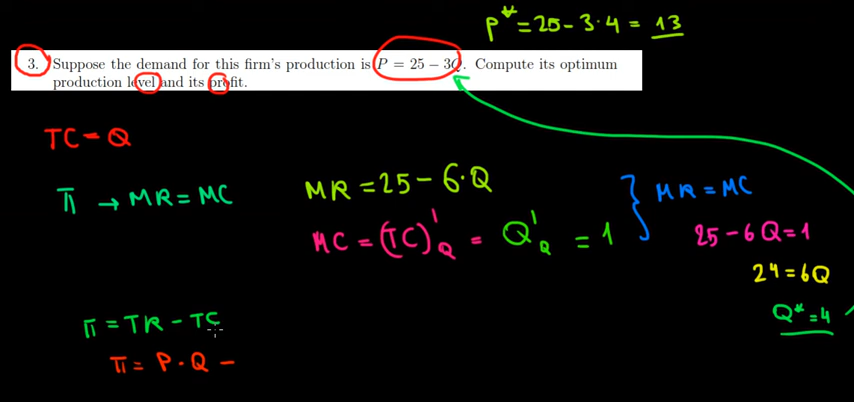 P* = 25 - 3 · 4 = 13
3. Suppose the demand for this firm's production is P = 25 − 3Q. Compute its optimum
production level and its profit.
TC = Q
π → MR = MC
MR = 25 - 6 · Q
MC = (TC)'Q = Q'Q = 1
} MR = MC
25 - 6Q = 1
24 = 6Q
Q* = 4
π = TR - TC
π = P · Q -